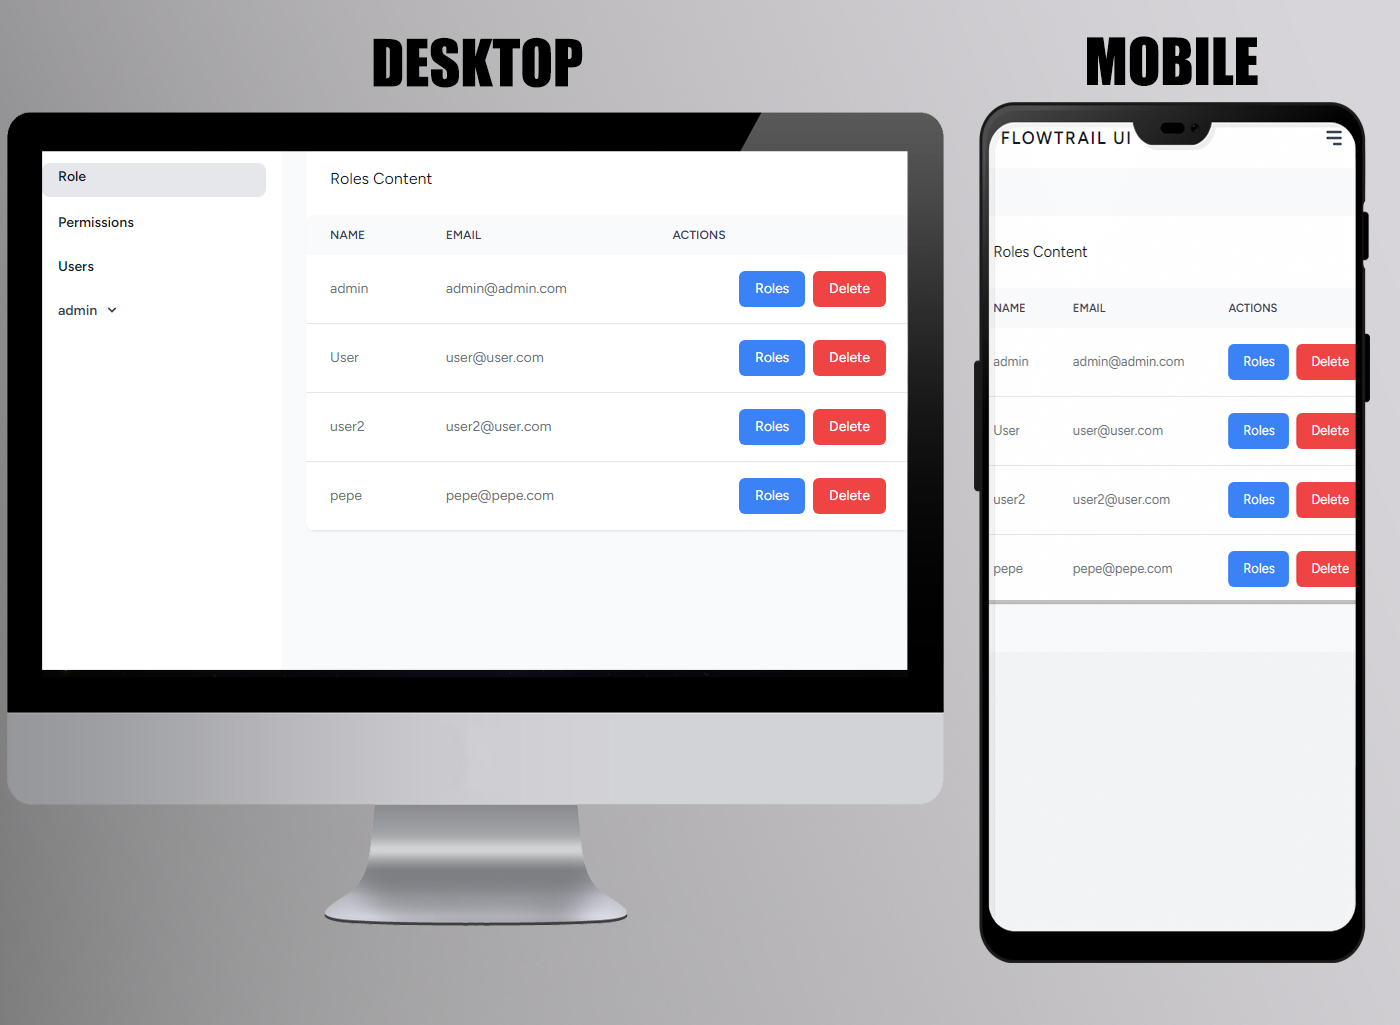 DESKTOP
Role
Permissions
Users
admin
Roles Content
NAME EMAIL ACTIONS
admin admin@admin.com Roles Delete
User user@user.com Roles Delete
user2 user2@user.com Roles Delete
pepe pepe@pepe.com Roles Delete
MOBILE
FLOWTRAIL UI
Roles Content
NAME EMAIL ACTIONS
admin admin@admin.com Roles Delete
User user@user.com Roles Delete
user2 user2@user.com Roles Delete
pepe pepe@pepe.com Roles Delete